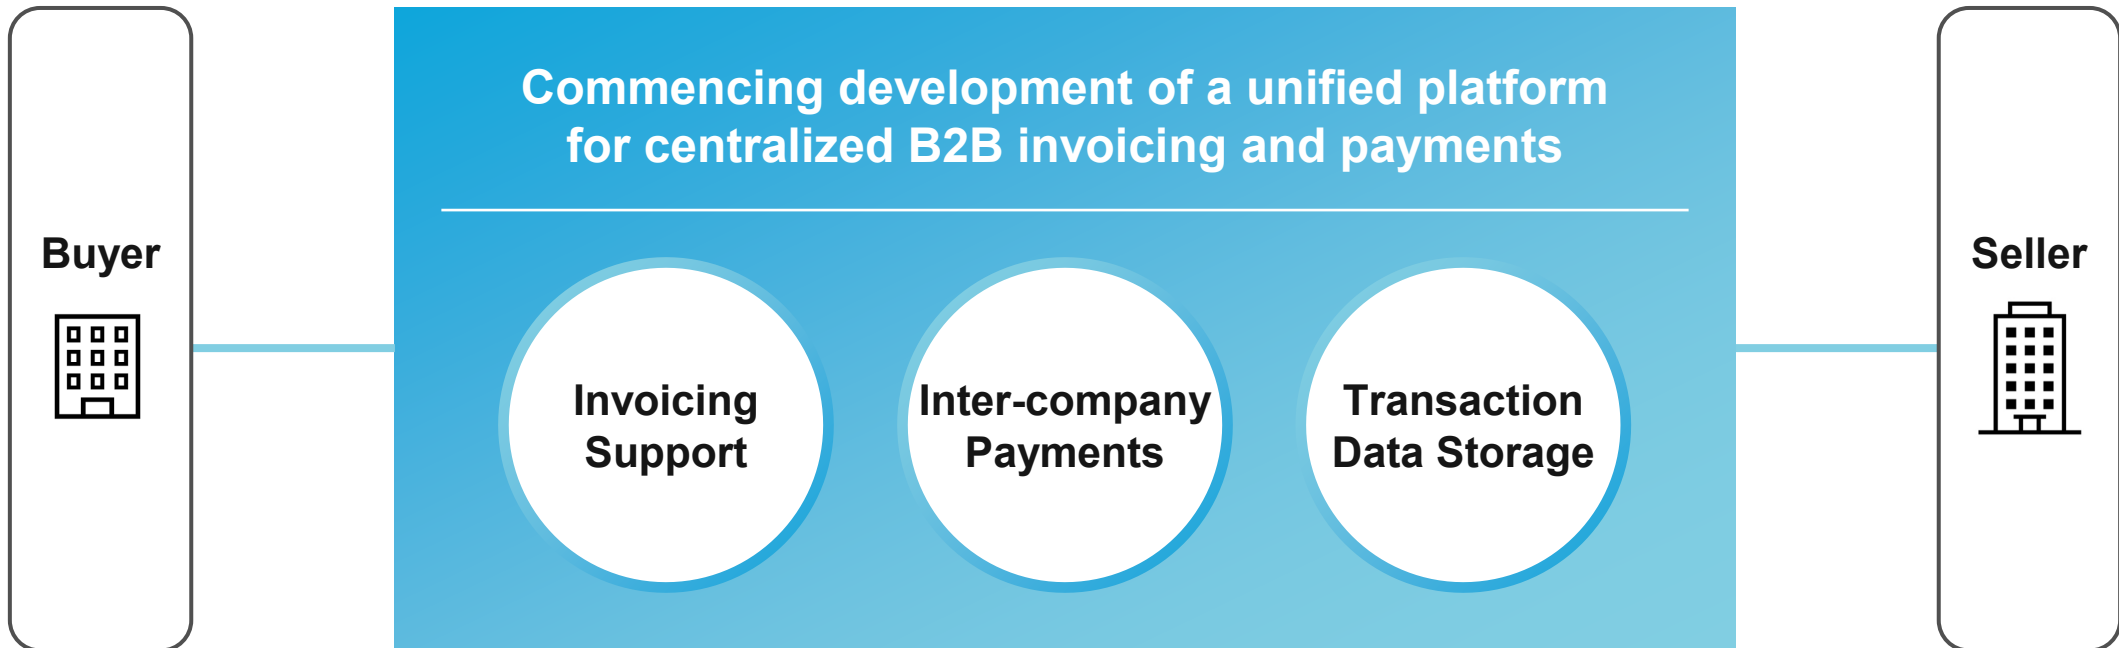 Commencing development of a unified platform
for centralized B2B invoicing and payments
Buyer
Invoicing
Support
Inter-company
Payments
Transaction
Data Storage
Seller